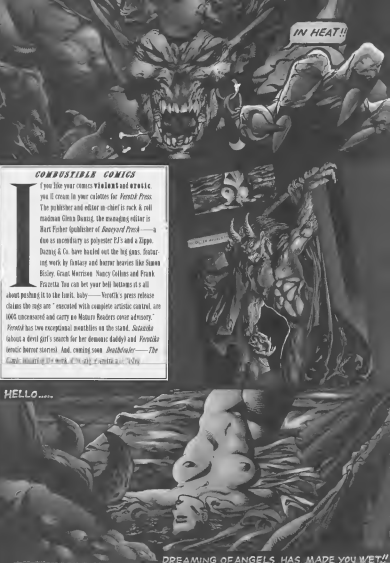 IN HEAT!!
COMBUSTIBLE COMICS
If you like your comics violent and erotic,
you ll cream in your culottes for Verotik Press.
The publisher and editor in-chief is rock & roll
madman Glenn Danzig, the managing editor is
Hart Fisher (publisher of Boneyard Press—a
duo as incendiary as polyester PJ's and a Zippo.
Danzig & Co. have hauled out the big guns, featur-
ing work by fantasy and horror heavies like Simon
Bisley, Grant Morrison, Nancy Collins and Frank
Frazetta You can bet your bell bottoms it s all
about pushing it to the limit, baby—Verotik's press release
claims the rags are " executed with complete artistic control, are
100% uncensored and carry no Mature Readers cover advisory."
Verotik has two exceptional monthlies on the stand, Satanika
(about a devil girl's search for her demonic daddy) and Verotika
(erotic horror stories) And, coming soon Deathdealer—The
HELLO.....
DREAMING OF ANGELS HAS MADE YOU WET!!